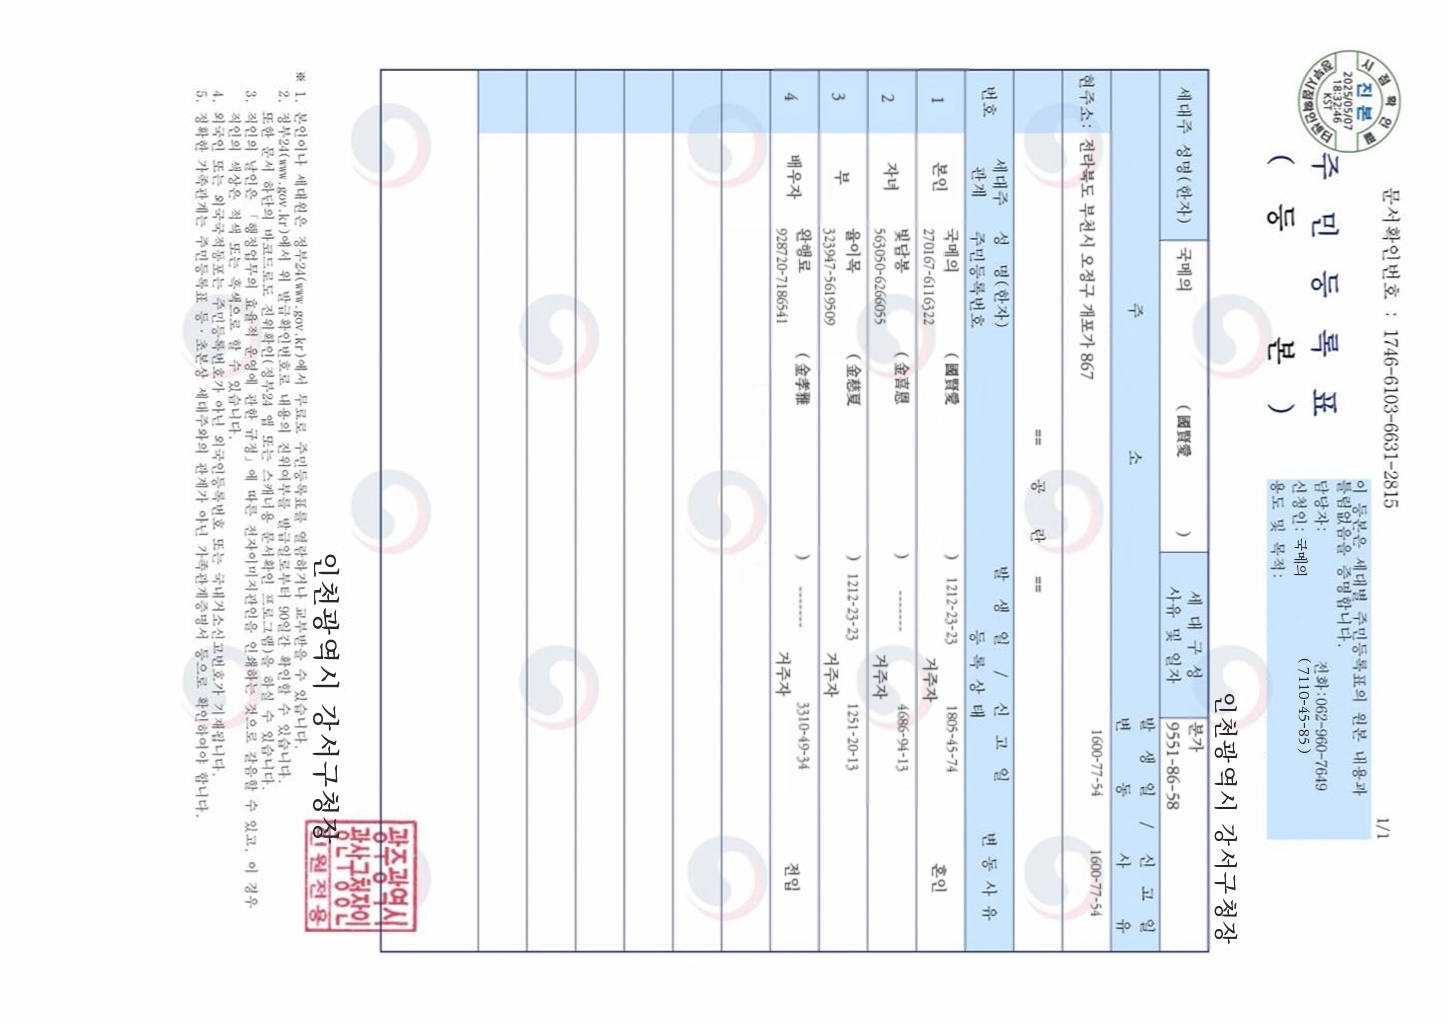 문서확인번호 : 1746-6103-6631-2815
1/1
시점확인필
진본
2025/05/07
18:32:46
KST
행정안전부시점확인센터
주 민 등 록 표
( 등 본 )
이 등본은 세대별 주민등록표의 원본 내용과
틀림없음을 증명합니다.
담당자: 전화:062-960-7649
신청인: 국메의 (7110-45-85)
용도 및 목적:
인천광역시 강서구청장
세대주 성명(한자) 국메의 ( 國賢愛 ) 세 대 구 성 사유 및 일자 분가
9551-86-58
주 소 발 생 일 / 신 고 일
변 동 사 유
현주소: 전라북도 부천시 오정구 개포가 867 1600-77-54 1600-77-54
== 공 란 ==
번호 세대주 관계 성 명(한자) 주민등록번호 발 생 일 / 신 고 일 등 록 상 태 변 동 사 유
1 본인 국메의 ( 國賢愛 ) 1212-23-23 1805-45-74 혼인
270167-6116322 거주자
2 자녀 빛담봉 ( 金喜恩 ) ------- 4686-94-13
563050-6266055 거주자
3 부 율이목 ( 金慈夏 ) 1212-23-23 1251-20-13
323947-5619509 거주자
4 배우자 완행료 ( 金孝雅 ) ------- 3310-49-34 전입
928720-7186541 거주자
인천광역시 강서구청장
광주광역시
광산구청장인
민원전용
※ 1. 본인이나 세대원은 정부24(www.gov.kr)에서 무료로 주민등록표를 열람하거나 교부받을 수 있습니다.
2. 정부24(www.gov.kr)에서 위 발급확인번호로 내용의 진위여부를 발급일로부터 90일간 확인할 수 있습니다.
또한 문서 하단의 바코드로도 진위확인(정부24 앱 또는 스캐너용 문서확인 프로그램)을 하실 수 있습니다.
3. 직인의 날인은 「행정업무의 효율적 운영에 관한 규정」에 따른 전자이미지관인을 인쇄하는 것으로 갈음할 수 있고, 이 경우
직인의 색상은 적색 또는 흑색으로 할 수 있습니다.
4. 외국인 또는 외국국적동포는 주민등록번호가 아닌 외국인등록번호 또는 국내거소신고번호가 기재됩니다.
5. 정확한 가족관계는 주민등록표 등·초본상 세대주와의 관계가 아닌 가족관계증명서 등으로 확인하여야 합니다.